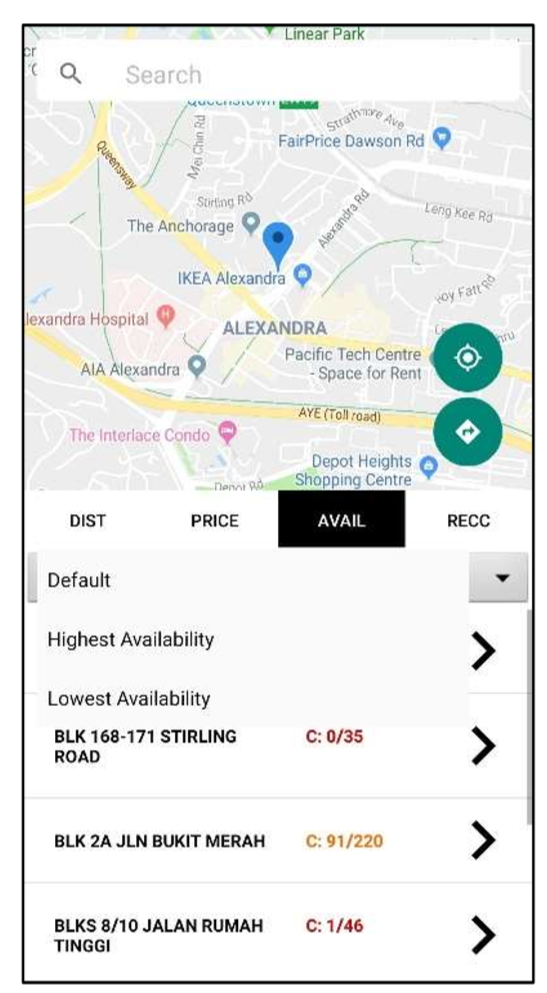 Linear Park
Search
Queenstown
Strathmore Ave
Mei Chin Rd
FairPrice Dawson Rd
Queensway
Stirling Rd
Alexandra Rd
Leng Kee Rd
The Anchorage
IKEA Alexandra
voy Fatt Rd
lexandra Hospital
H
ALEXANDRA
Pacific Tech Centre
- Space for Rent
AIA Alexandra
AYE (Toll road)
The Interlace Condo
Depot Heights
Shopping Centre
Depot Rd
DIST PRICE AVAIL RECC
Default
Highest Availability
Lowest Availability
BLK 168-171 STIRLING C: 0/35
ROAD
BLK 2A JLN BUKIT MERAH C: 91/220
BLKS 8/10 JALAN RUMAH C: 1/46
TINGGI